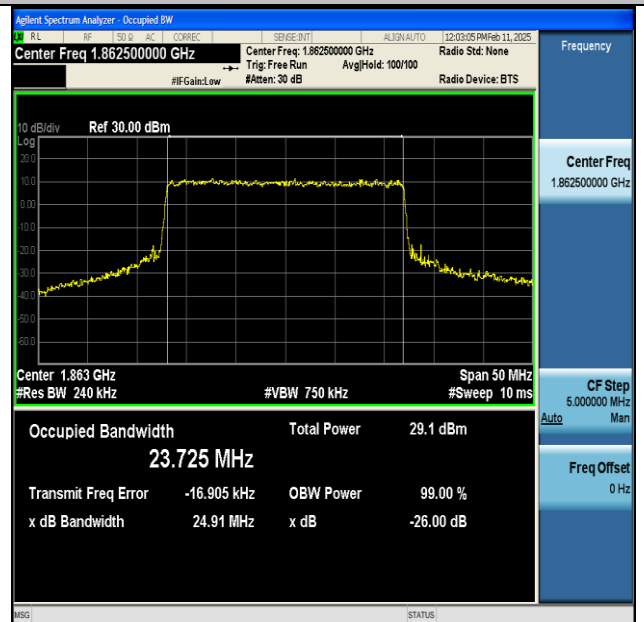 Agilent Spectrum Analyzer - Occupied BW
LXI RL RF 50 Ω AC CORREC SENSE:INT ALIGN AUTO 12:03:05 PM Feb 11, 2025
Center Freq 1.862500000 GHz Center Freq: 1.862500000 GHz Radio Std: None
Trig: Free Run Avg|Hold: 100/100
#IFGain:Low #Atten: 30 dB Radio Device: BTS
Frequency
10 dB/div Ref 30.00 dBm
Log
20.0
10.0
0.00
-10.0
-20.0
-30.0
-40.0
-50.0
-60.0
Center Freq
1.862500000 GHz
Center 1.863 GHz Span 50 MHz
#Res BW 240 kHz #VBW 750 kHz #Sweep 10 ms
CF Step
5.000000 MHz
Auto Man
Occupied Bandwidth Total Power 29.1 dBm
23.725 MHz
Transmit Freq Error -16.905 kHz OBW Power 99.00 %
x dB Bandwidth 24.91 MHz x dB -26.00 dB
Freq Offset
0 Hz
MSG STATUS